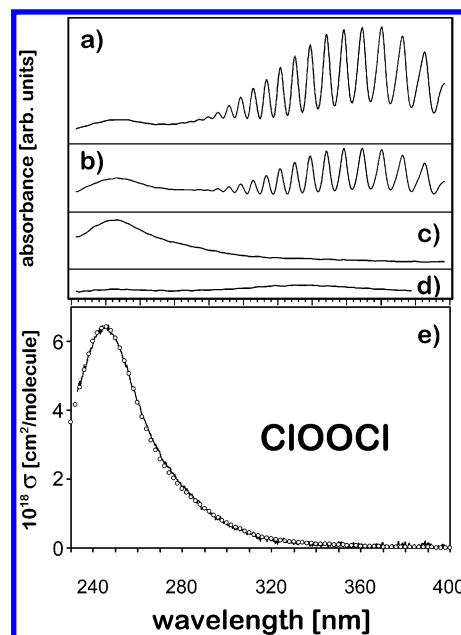 absorbance [arb. units]
a)
b)
c)
d)
e)
10¹⁸ σ [cm²/molecule]
6
4
2
0
ClOOCl
240 280 320 360 400
wavelength [nm]